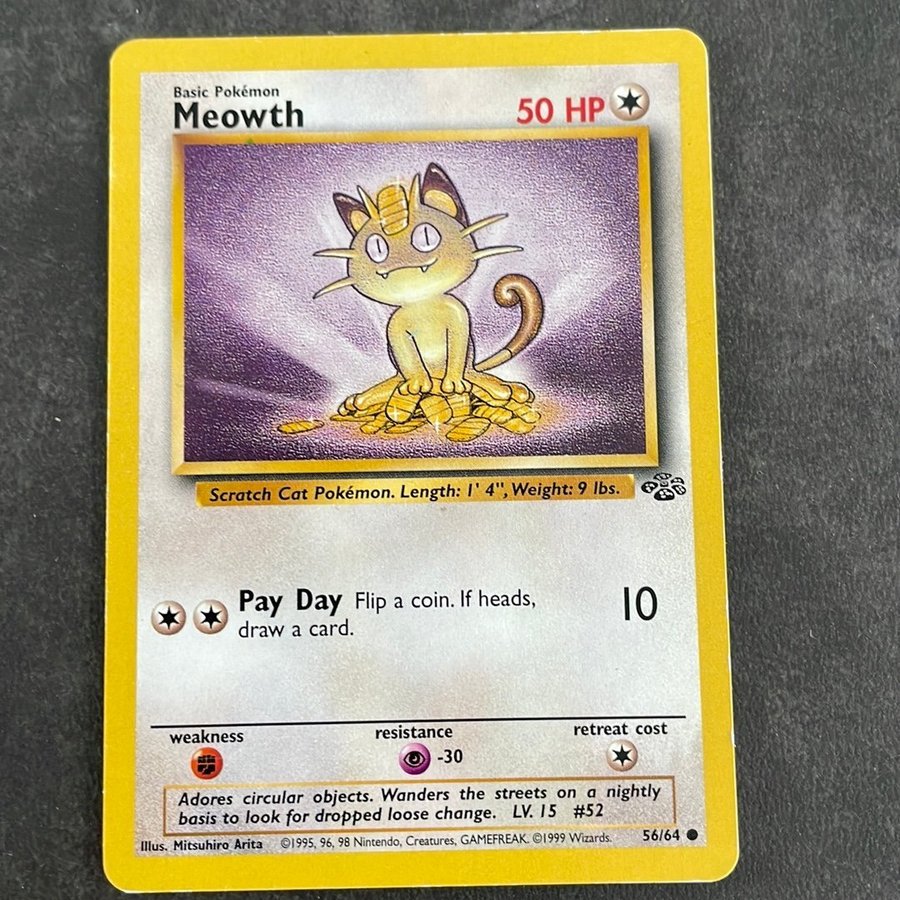 Basic Pokémon
Meowth
50 HP
Scratch Cat Pokémon. Length: 1' 4", Weight: 9 lbs.
Pay Day Flip a coin. If heads,
draw a card.
10
weakness
resistance
retreat cost
-30
Adores circular objects. Wanders the streets on a nightly
basis to look for dropped loose change. LV. 15 #52
Illus. Mitsuhiro Arita ©1995, 96, 98 Nintendo, Creatures, GAMEFREAK. ©1999 Wizards. 56/64